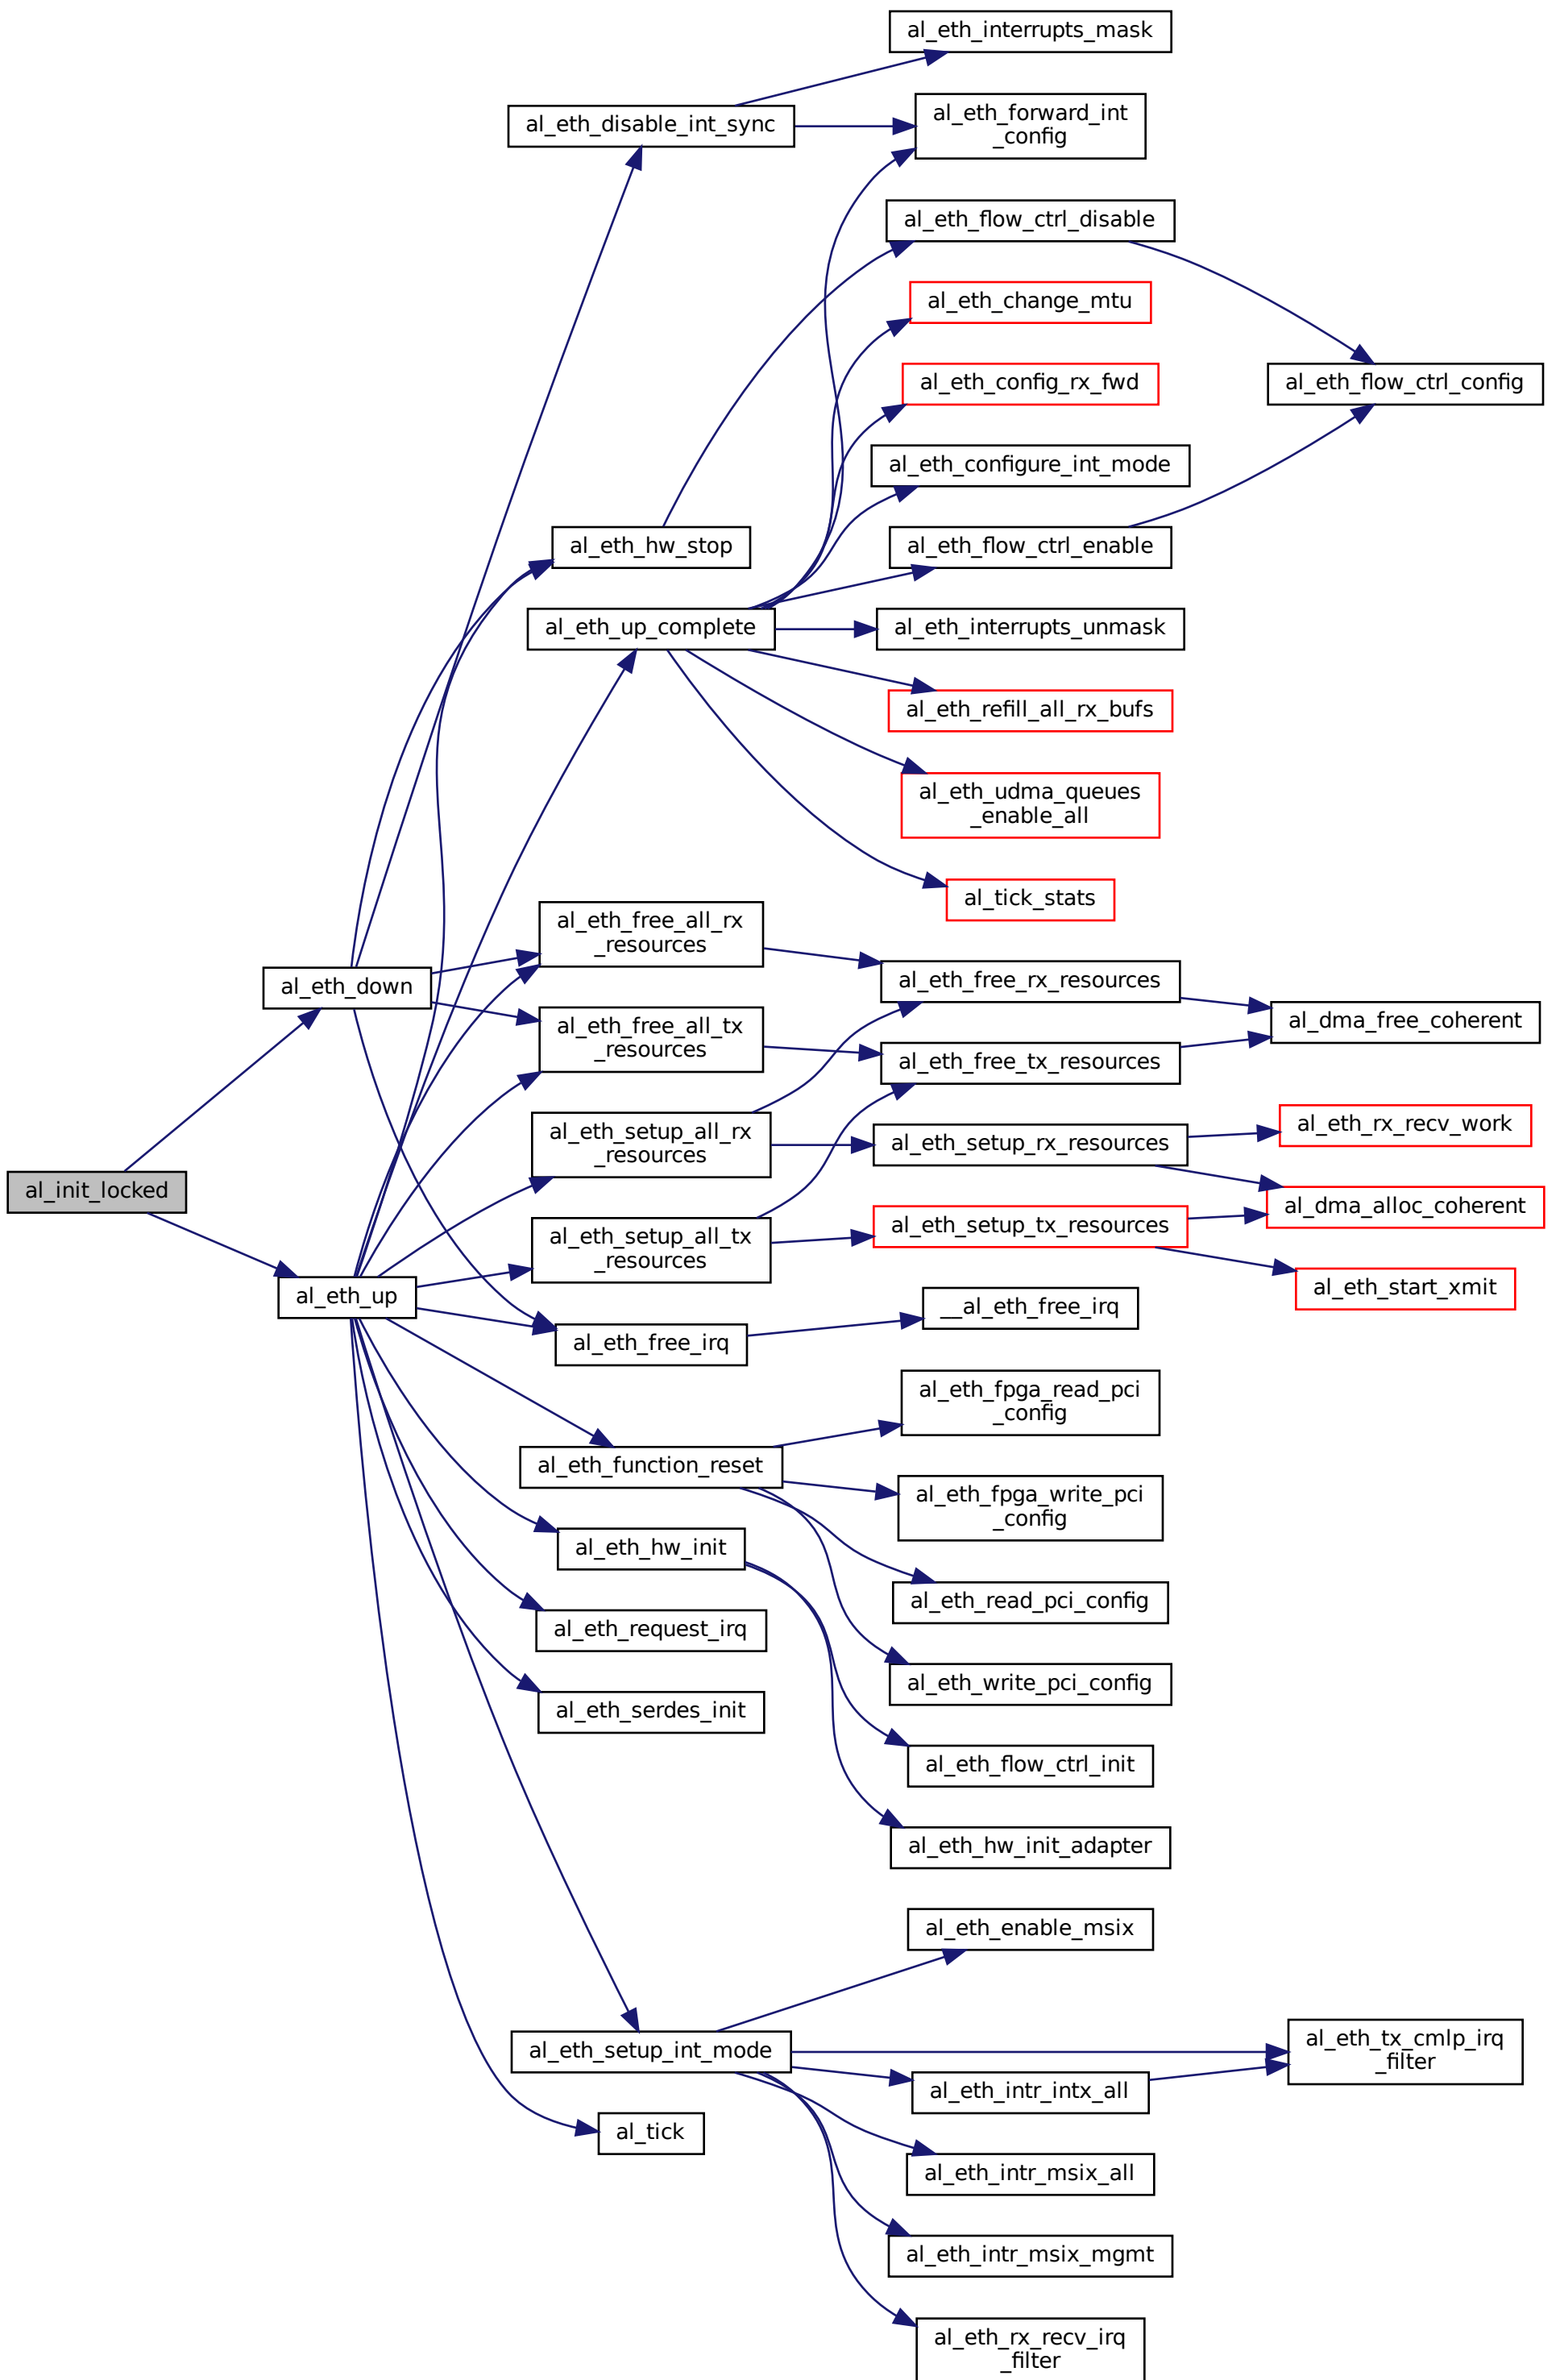 al_eth_interrupts_mask
al_eth_disable_int_sync
al_eth_forward_int
_config
al_eth_flow_ctrl_disable
al_eth_change_mtu
al_eth_config_rx_fwd
al_eth_flow_ctrl_config
al_eth_configure_int_mode
al_eth_hw_stop
al_eth_flow_ctrl_enable
al_eth_up_complete
al_eth_interrupts_unmask
al_eth_refill_all_rx_bufs
al_eth_udma_queues
_enable_all
al_tick_stats
al_eth_free_all_rx
_resources
al_eth_down
al_eth_free_rx_resources
al_dma_free_coherent
al_eth_free_all_tx
_resources
al_eth_free_tx_resources
al_eth_setup_all_rx
_resources
al_eth_setup_rx_resources
al_eth_rx_recv_work
al_init_locked
al_dma_alloc_coherent
al_eth_setup_all_tx
_resources
al_eth_setup_tx_resources
al_eth_start_xmit
al_eth_up
__al_eth_free_irq
al_eth_free_irq
al_eth_fpga_read_pci
_config
al_eth_function_reset
al_eth_fpga_write_pci
_config
al_eth_hw_init
al_eth_read_pci_config
al_eth_request_irq
al_eth_write_pci_config
al_eth_serdes_init
al_eth_flow_ctrl_init
al_eth_hw_init_adapter
al_eth_enable_msix
al_eth_setup_int_mode
al_eth_tx_cmlp_irq
_filter
al_eth_intr_intx_all
al_tick
al_eth_intr_msix_all
al_eth_intr_msix_mgmt
al_eth_rx_recv_irq
_filter